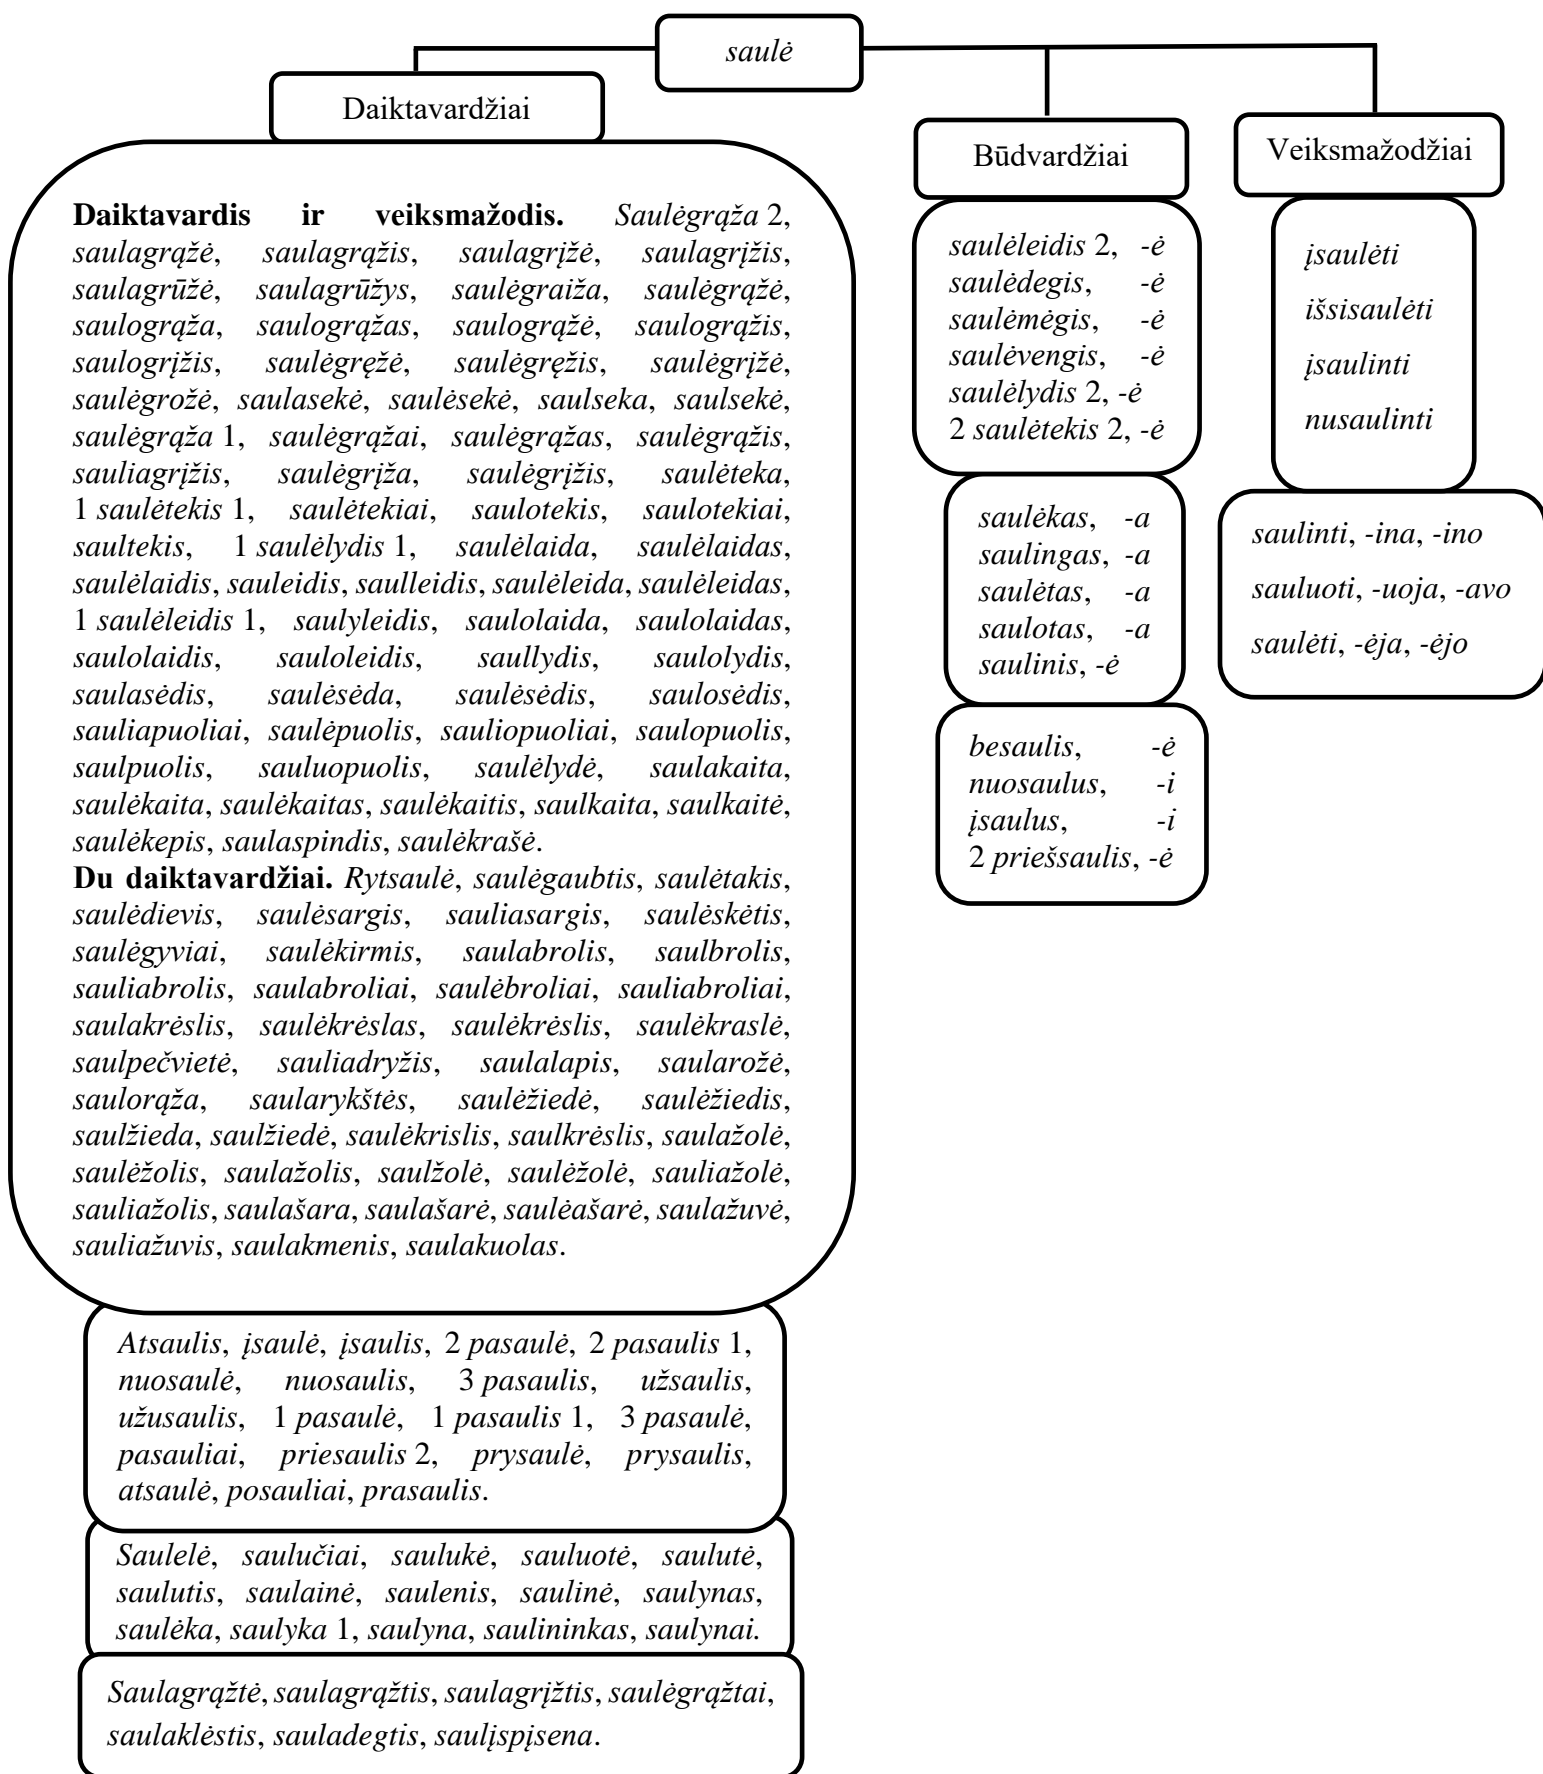 saulė
Daiktavardžiai
Daiktavardis ir veiksmažodis. Saulėgrąža 2,
saulagrąžė, saulagrąžis, saulagrįžė, saulagrįžis,
saulagrūžė, saulagrūžys, saulėgraiža, saulėgrąžė,
saulogrąža, saulogrąžas, saulogrąžė, saulogrąžis,
saulogrįžis, saulėgręžė, saulėgręžis, saulėgrįžė,
saulėgrožė, saulasekė, saulėsekė, saulseka, saulsekė,
saulėgrąža 1, saulėgrąžai, saulėgrąžas, saulėgrąžis,
sauliagrįžis, saulėgrįža, saulėgrįžis, saulėteka,
1 saulėtekis 1, saulėtekiai, saulotekis, saulotekiai,
saultekis, 1 saulėlydis 1, saulėlaida, saulėlaidas,
saulėlaidis, sauleidis, saulleidis, saulėleida, saulėleidas,
1 saulėleidis 1, saulyleidis, saulolaida, saulolaidas,
saulolaidis, sauloleidis, saullydis, saulolydis,
saulasėdis, saulėsėda, saulėsėdis, saulosėdis,
sauliapuoliai, saulėpuolis, sauliopuoliai, saulopuolis,
saulpuolis, sauluopuolis, saulėlydė, saulakaita,
saulėkaita, saulėkaitas, saulėkaitis, saulkaita, saulkaitė,
saulėkepis, saulaspindis, saulėkrašė.
Du daiktavardžiai. Rytsaulė, saulėgaubtis, saulėtakis,
saulėdievis, saulėsargis, sauliasargis, saulėskėtis,
saulėgyviai, saulėkirmis, saulabrolis, saulbrolis,
sauliabrolis, saulabroliai, saulėbroliai, sauliabroliai,
saulakrėslis, saulėkrėslas, saulėkrėslis, saulėkraslė,
saulpečvietė, sauliadryžis, saulalapis, saularožė,
saulorąža, saularykštės, saulėžiedė, saulėžiedis,
saulžieda, saulžiedė, saulėkrislis, saulkrėslis, saulažolė,
saulėžolis, saulažolis, saulžolė, saulėžolė, sauliažolė,
sauliažolis, saulašara, saulašarė, saulėašarė, saulažuvė,
sauliažuvis, saulakmenis, saulakuolas.
Atsaulis, įsaulė, įsaulis, 2 pasaulė, 2 pasaulis 1,
nuosaulė, nuosaulis, 3 pasaulis, užsaulis,
užusaulis, 1 pasaulė, 1 pasaulis 1, 3 pasaulė,
pasauliai, priesaulis 2, prysaulė, prysaulis,
atsaulė, posauliai, prasaulis.
Saulelė, saulučiai, saulukė, sauluotė, saulutė,
saulutis, saulainė, saulenis, saulinė, saulynas,
saulėka, saulyka 1, saulyna, saulininkas, saulynai.
Saulagrąžtė, saulagrąžtis, saulagrįžtis, saulėgrąžtai,
saulaklėstis, sauladegtis, saulįspįsena.
Būdvardžiai
saulėleidis 2, -ė
saulėdegis, -ė
saulėmėgis, -ė
saulėvengis, -ė
saulėlydis 2, -ė
2 saulėtekis 2, -ė
saulėkas, -a
saulingas, -a
saulėtas, -a
saulotas, -a
saulinis, -ė
besaulis, -ė
nuosaulus, -i
įsaulus, -i
2 priešsaulis, -ė
Veiksmažodžiai
įsaulėti
išsisaulėti
įsaulinti
nusaulinti
saulinti, -ina, -ino
sauluoti, -uoja, -avo
saulėti, -ėja, -ėjo